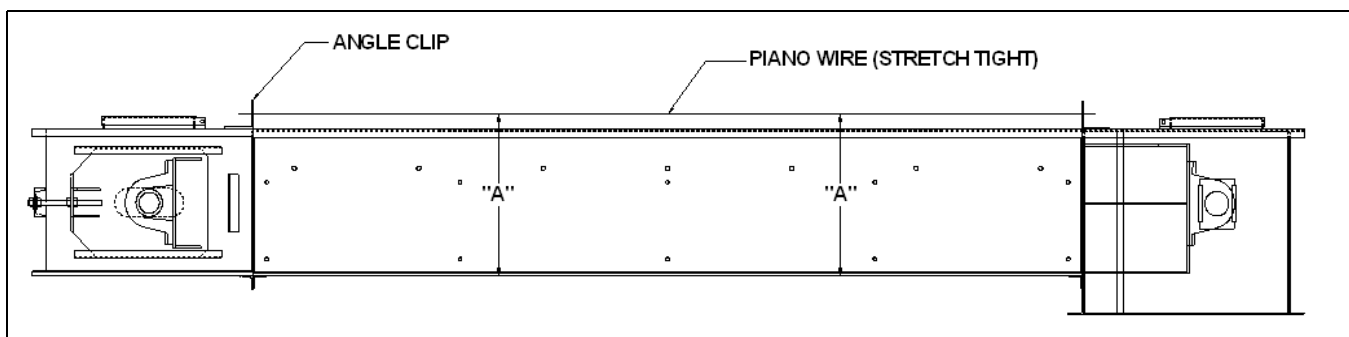 ANGLE CLIP
PIANO WIRE (STRETCH TIGHT)
"A"
"A"